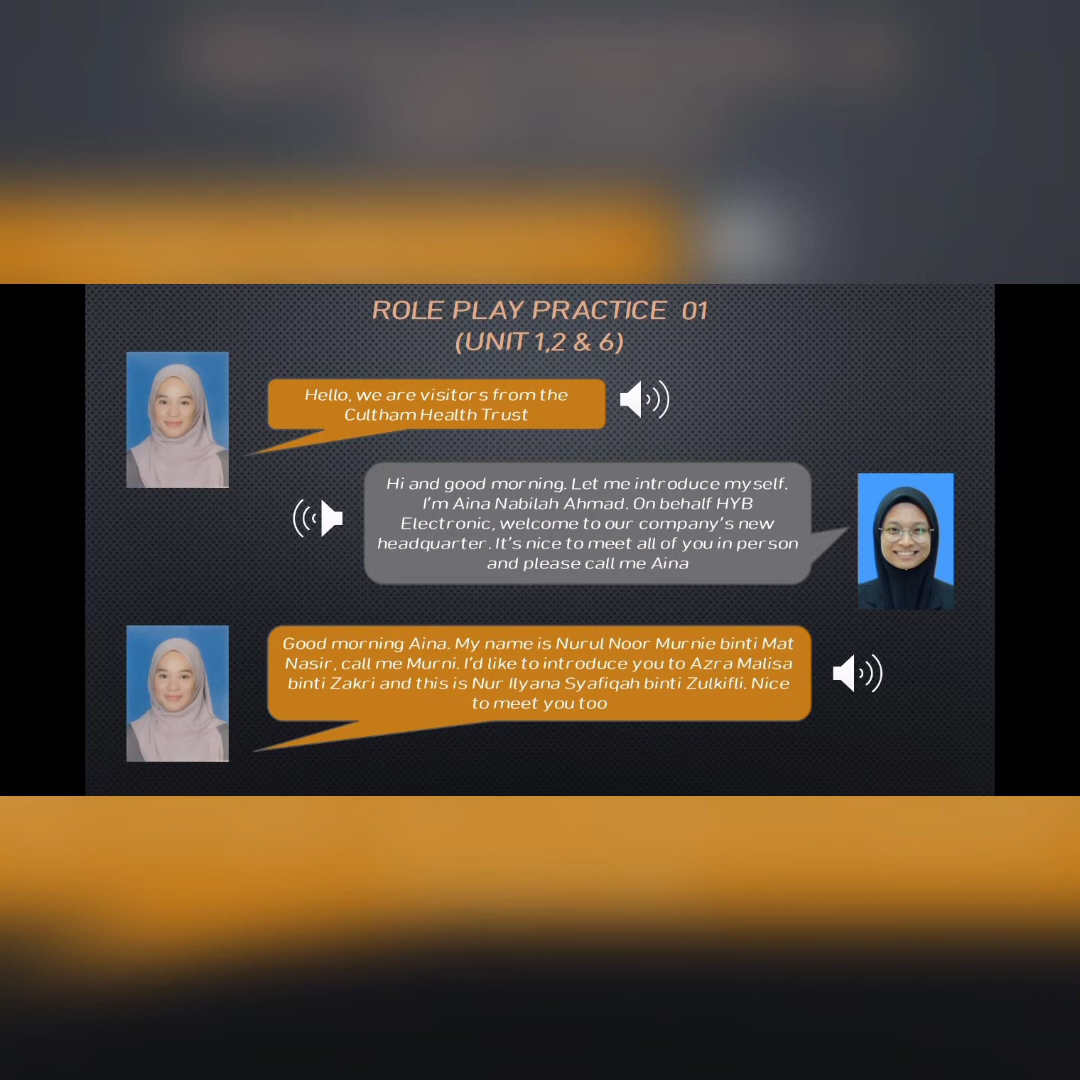 ROLE PLAY PRACTICE 01
(UNIT 1,2 & 6)
Hello, we are visitors from the
Cultham Health Trust
Hi and good morning. Let me introduce myself.
I'm Aina Nabilah Ahmad. On behalf HYB
Electronic, welcome to our company's new
headquarter. It's nice to meet all of you in person
and please call me Aina
Good morning Aina. My name is Nurul Noor Murnie binti Mat
Nasir, call me Murni. I'd like to introduce you to Azra Malisa
binti Zakri and this is Nur Ilyana Syafiqah binti Zulkifli. Nice
to meet you too